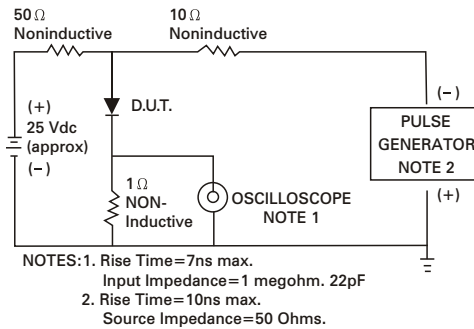 50 Ω
Noninductive
10 Ω
Noninductive
(+)
25 Vdc
(approx)
(-)
D.U.T.
1 Ω
NON-
Inductive
OSCILLOSCOPE
NOTE 1
(-)
PULSE
GENERATOR
NOTE 2
(+)
NOTES:1. Rise Time=7ns max.
Input Impedance=1 megohm. 22pF
2. Rise Time=10ns max.
Source Impedance=50 Ohms.